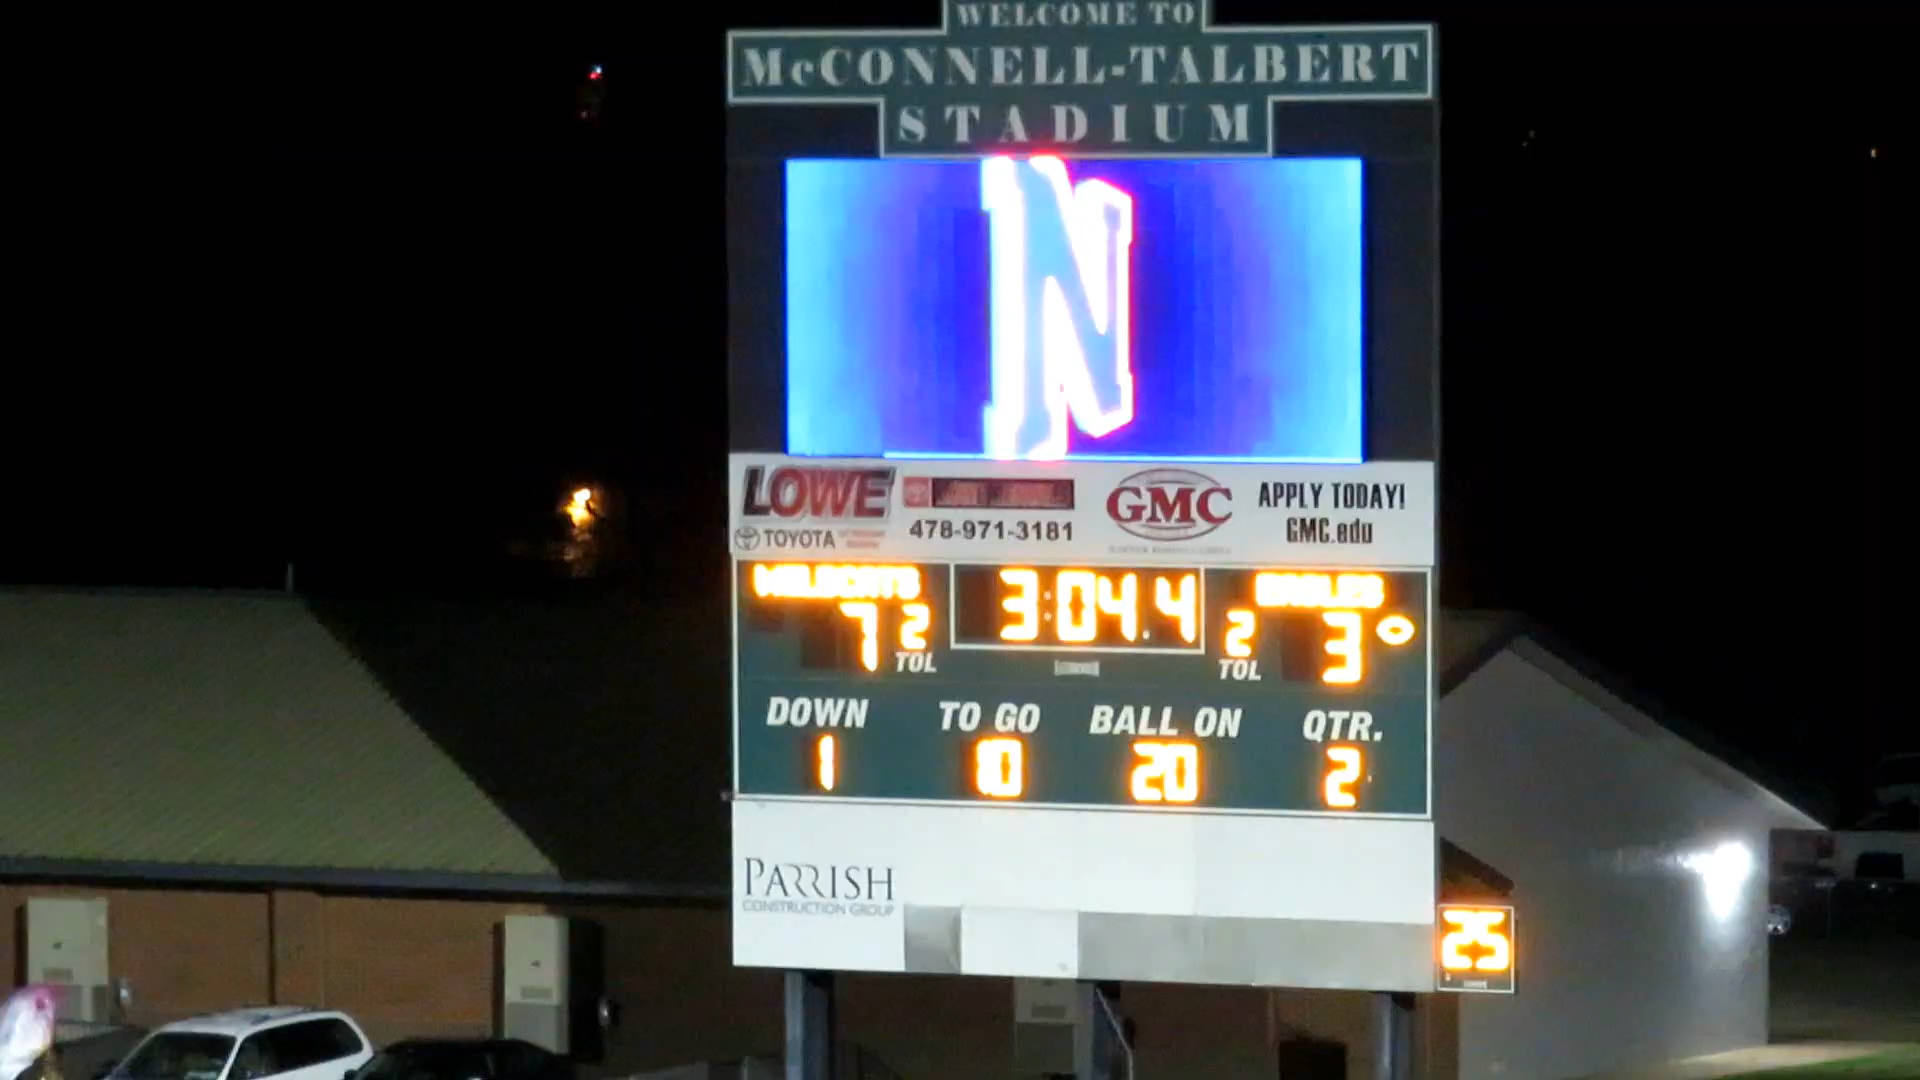 WELCOME TO
McCONNELL-TALBERT
STADIUM
N
LOWE
TOYOTA
478-971-3181
GMC
APPLY TODAY!
GMC.edu
WILDCATS 3:04.4 EAGLES
7 2 2 3
TOL TOL
DOWN TO GO BALL ON QTR.
1 10 20 2
PARRISH
CONSTRUCTION GROUP
25